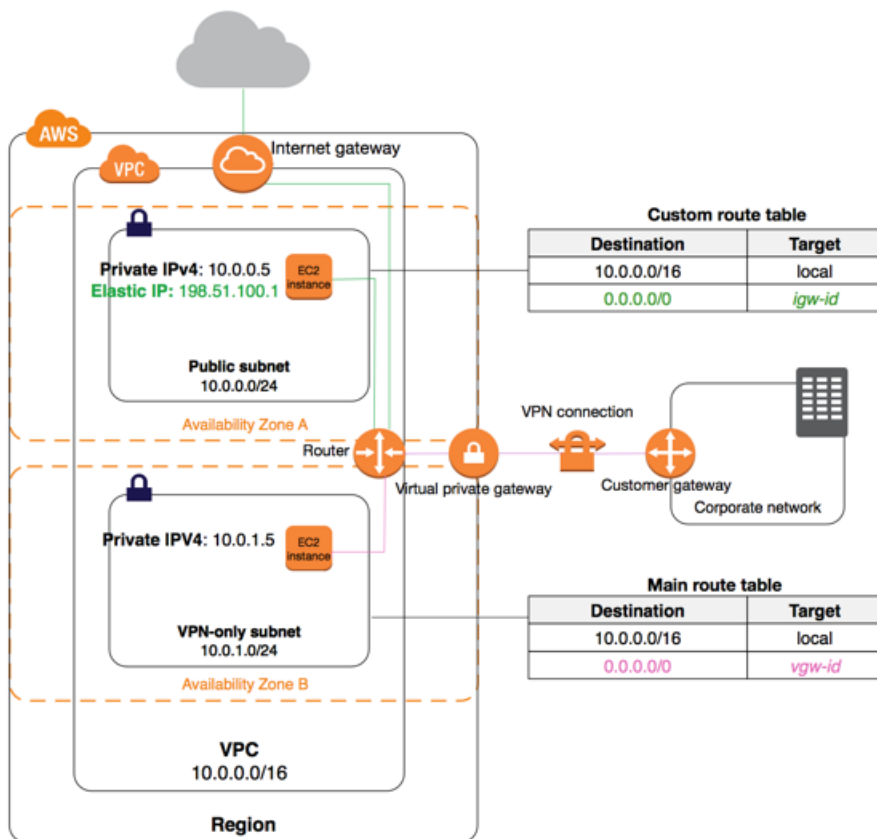 AWS
Internet gateway
VPC
Private IPv4: 10.0.0.5
Elastic IP: 198.51.100.1
EC2
instance
Public subnet
10.0.0.0/24
Availability Zone A
Custom route table
Destination Target
10.0.0.0/16 local
0.0.0.0/0 igw-id
Router
Virtual private gateway
VPN connection
Customer gateway
Corporate network
Private IPV4: 10.0.1.5
EC2
instance
VPN-only subnet
10.0.1.0/24
Availability Zone B
Main route table
Destination Target
10.0.0.0/16 local
0.0.0.0/0 vgw-id
VPC
10.0.0.0/16
Region